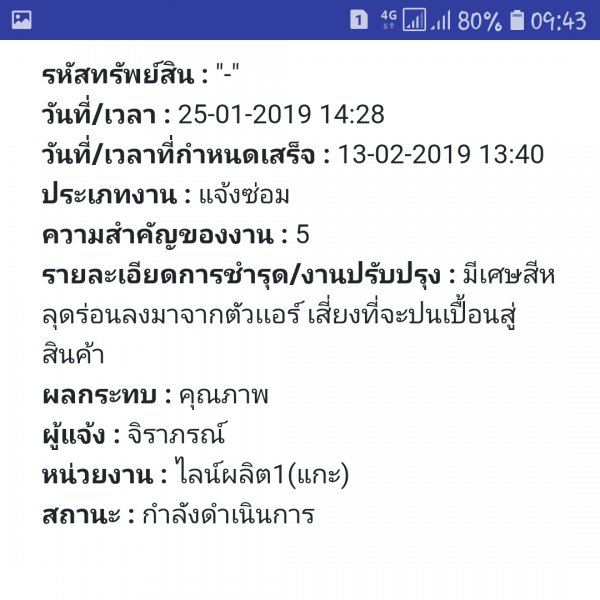 1 4G 80% 09:43
รหัสทรัพย์สิน : "-"
วันที่/เวลา : 25-01-2019 14:28
วันที่/เวลาที่กำหนดเสร็จ : 13-02-2019 13:40
ประเภทงาน : แจ้งซ่อม
ความสำคัญของงาน : 5
รายละเอียดการชำรุด/งานปรับปรุง : มีเศษสีห
ลุดร่อนลงมาจากตัวแอร์ เสี่ยงที่จะปนเปื้อนสู่
สินค้า
ผลกระทบ : คุณภาพ
ผู้แจ้ง : จิราภรณ์
หน่วยงาน : ไลน์ผลิต1(แกะ)
สถานะ : กำลังดำเนินการ